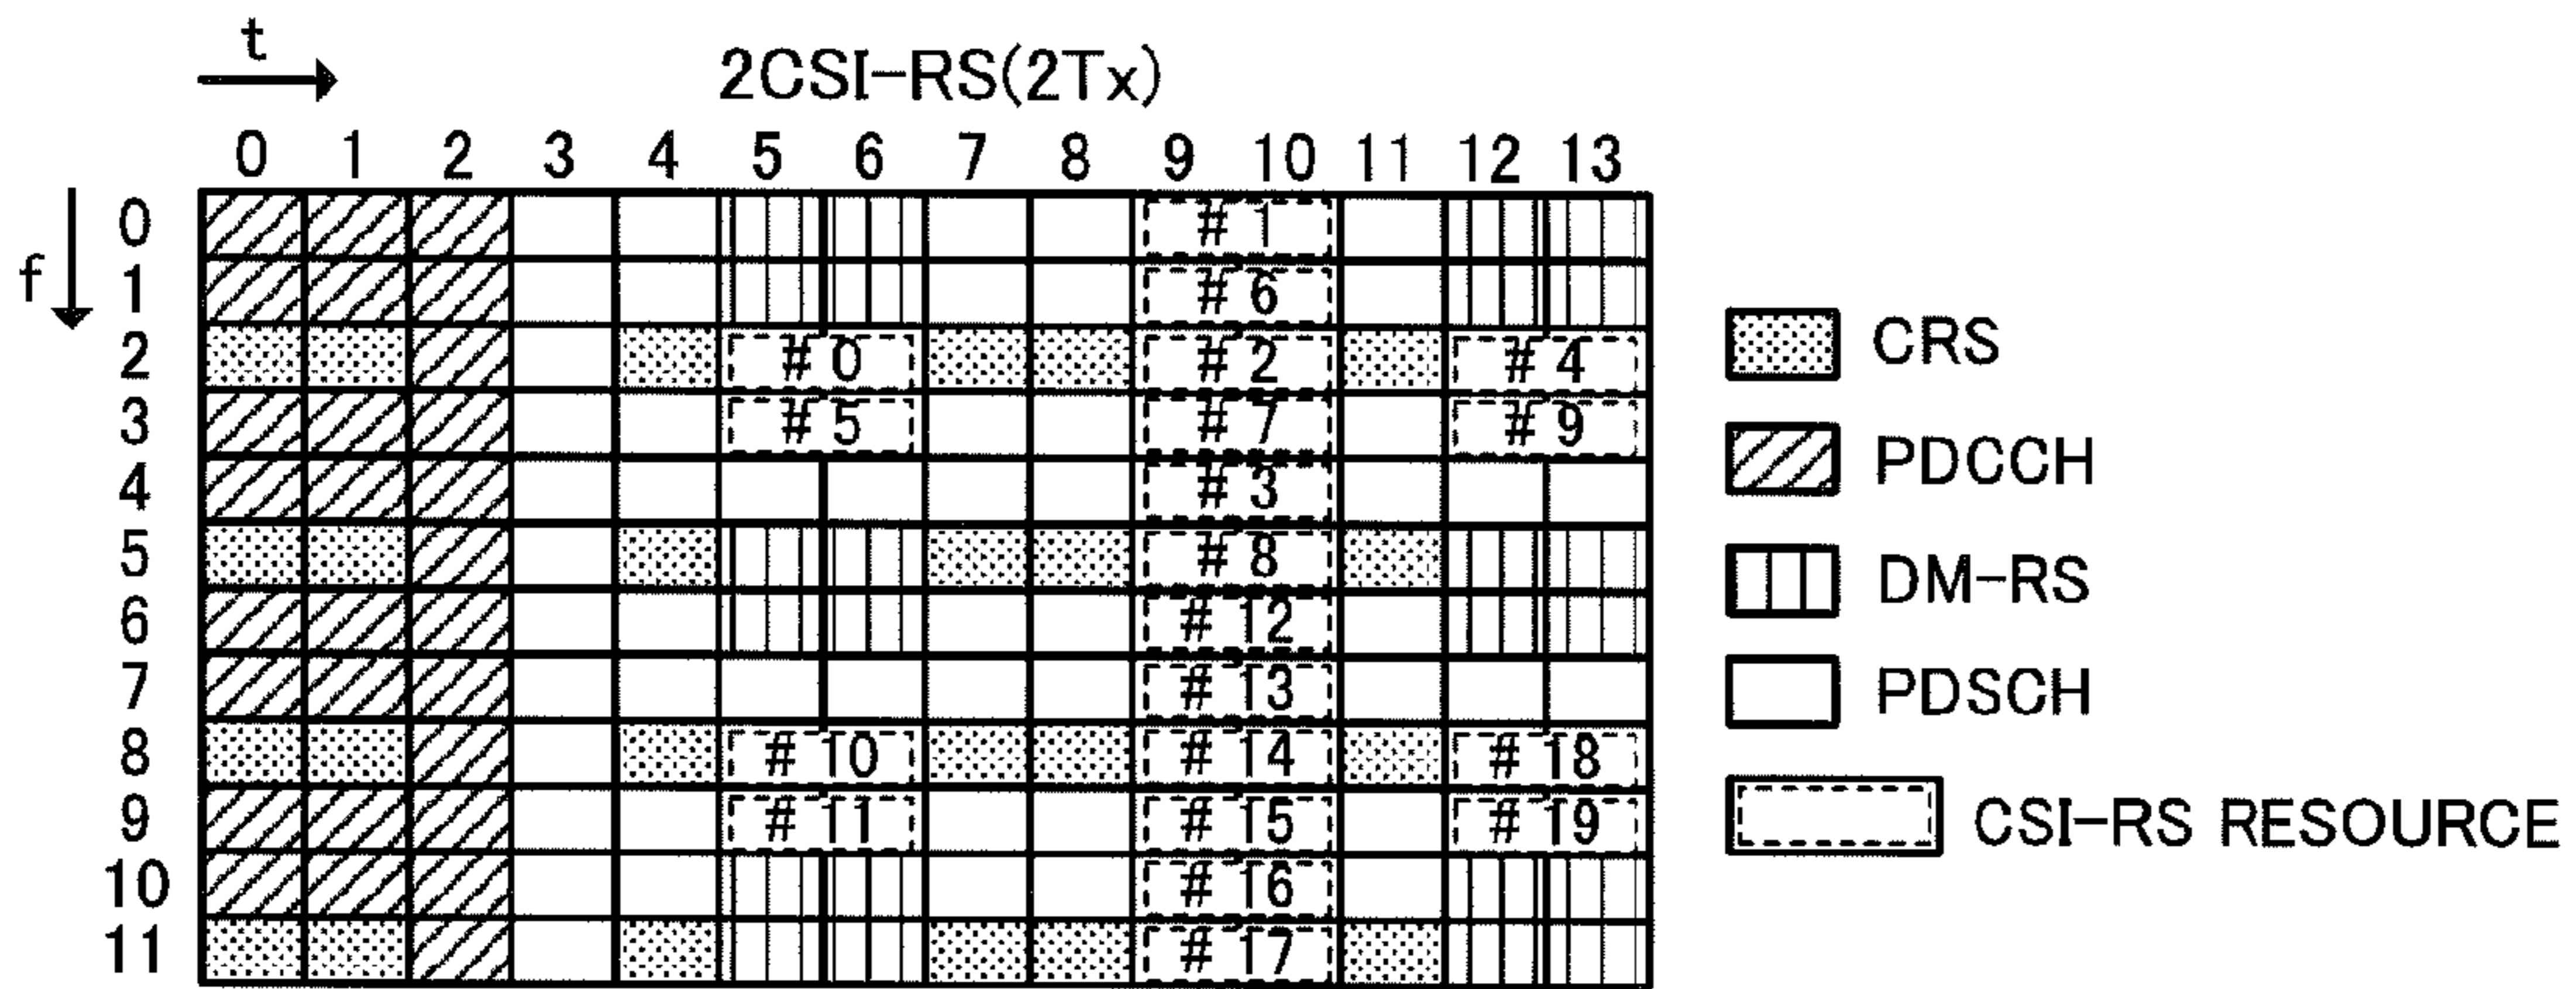 t
2CSI-RS(2Tx)
0 1 2 3 4 5 6 7 8 9 10 11 12 13
f
0 # 1
1 # 6
2 # 0 # 2 # 4
3 # 5 # 7 # 9
4 # 3
5 # 8
6 # 12
7 # 13
8 # 10 # 14 # 18
9 # 11 # 15 # 19
10 # 16
11 # 17
CRS
PDCCH
DM-RS
PDSCH
CSI-RS RESOURCE